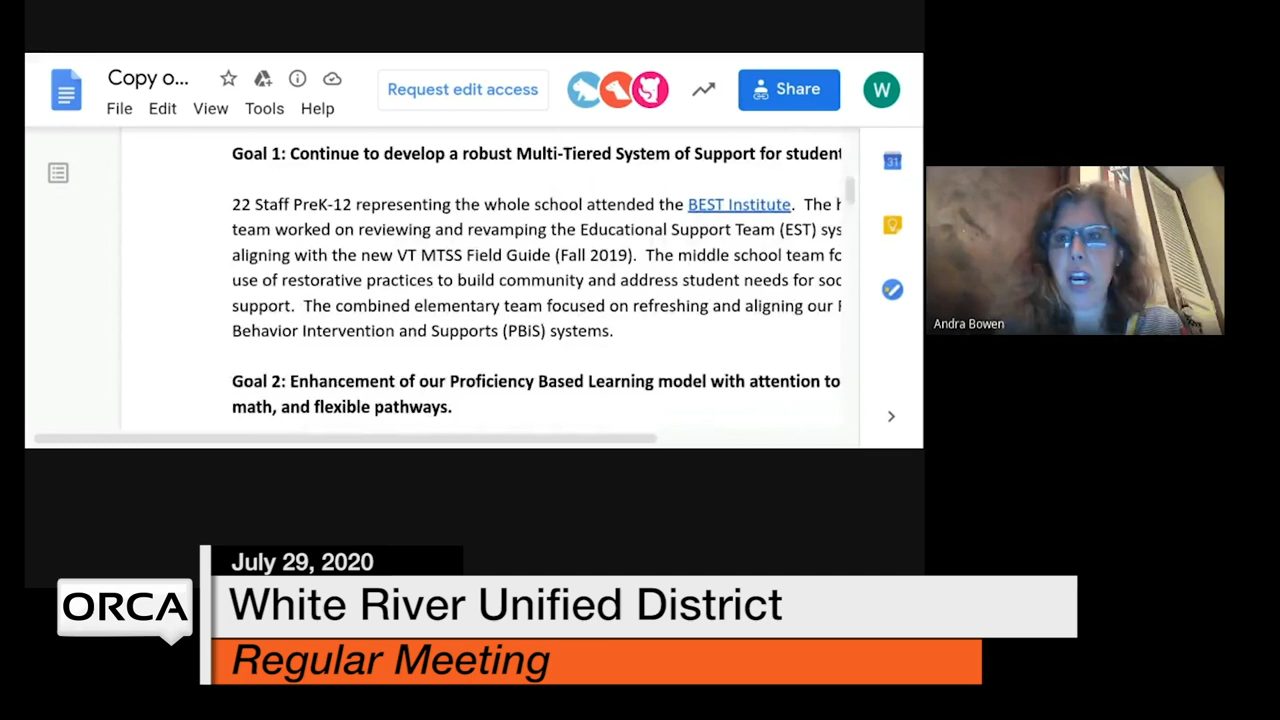 Copy o...
File Edit View Tools Help
Request edit access
Share
W
31
Goal 1: Continue to develop a robust Multi-Tiered System of Support for student
22 Staff PreK-12 representing the whole school attended the BEST Institute. The h
team worked on reviewing and revamping the Educational Support Team (EST) sys
aligning with the new VT MTSS Field Guide (Fall 2019). The middle school team fo
use of restorative practices to build community and address student needs for soc
support. The combined elementary team focused on refreshing and aligning our
Behavior Intervention and Supports (PBiS) systems.
Goal 2: Enhancement of our Proficiency Based Learning model with attention to
math, and flexible pathways.
Andra Bowen
July 29, 2020
ORCA
White River Unified District
Regular Meeting